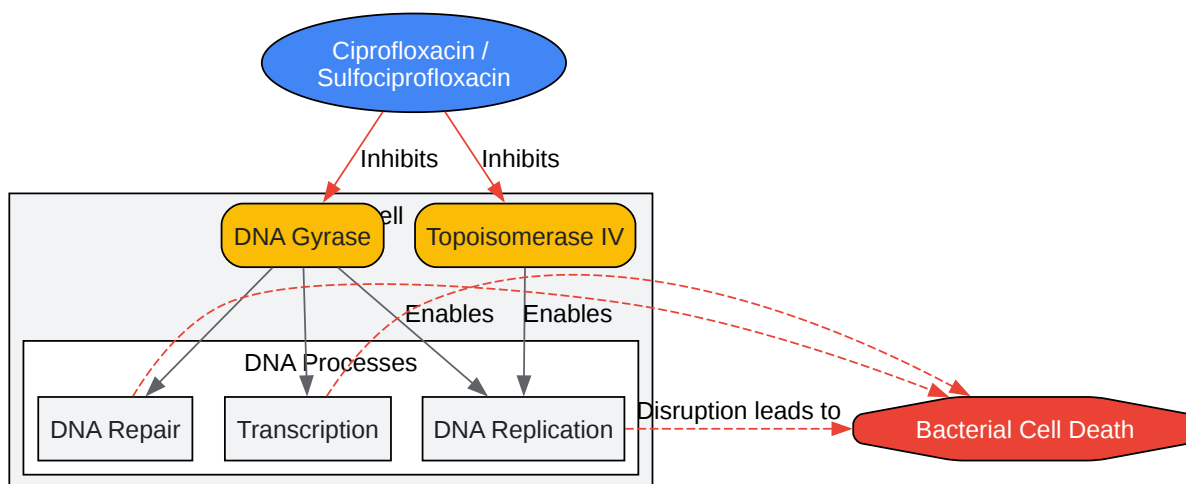 Ciprofloxacin /
Sulfociprofloxacin
Inhibits
Inhibits
DNA Gyrase
Topoisomerase IV
Enables
Enables
DNA Processes
DNA Repair
Transcription
DNA Replication
Disruption leads to
Bacterial Cell Death